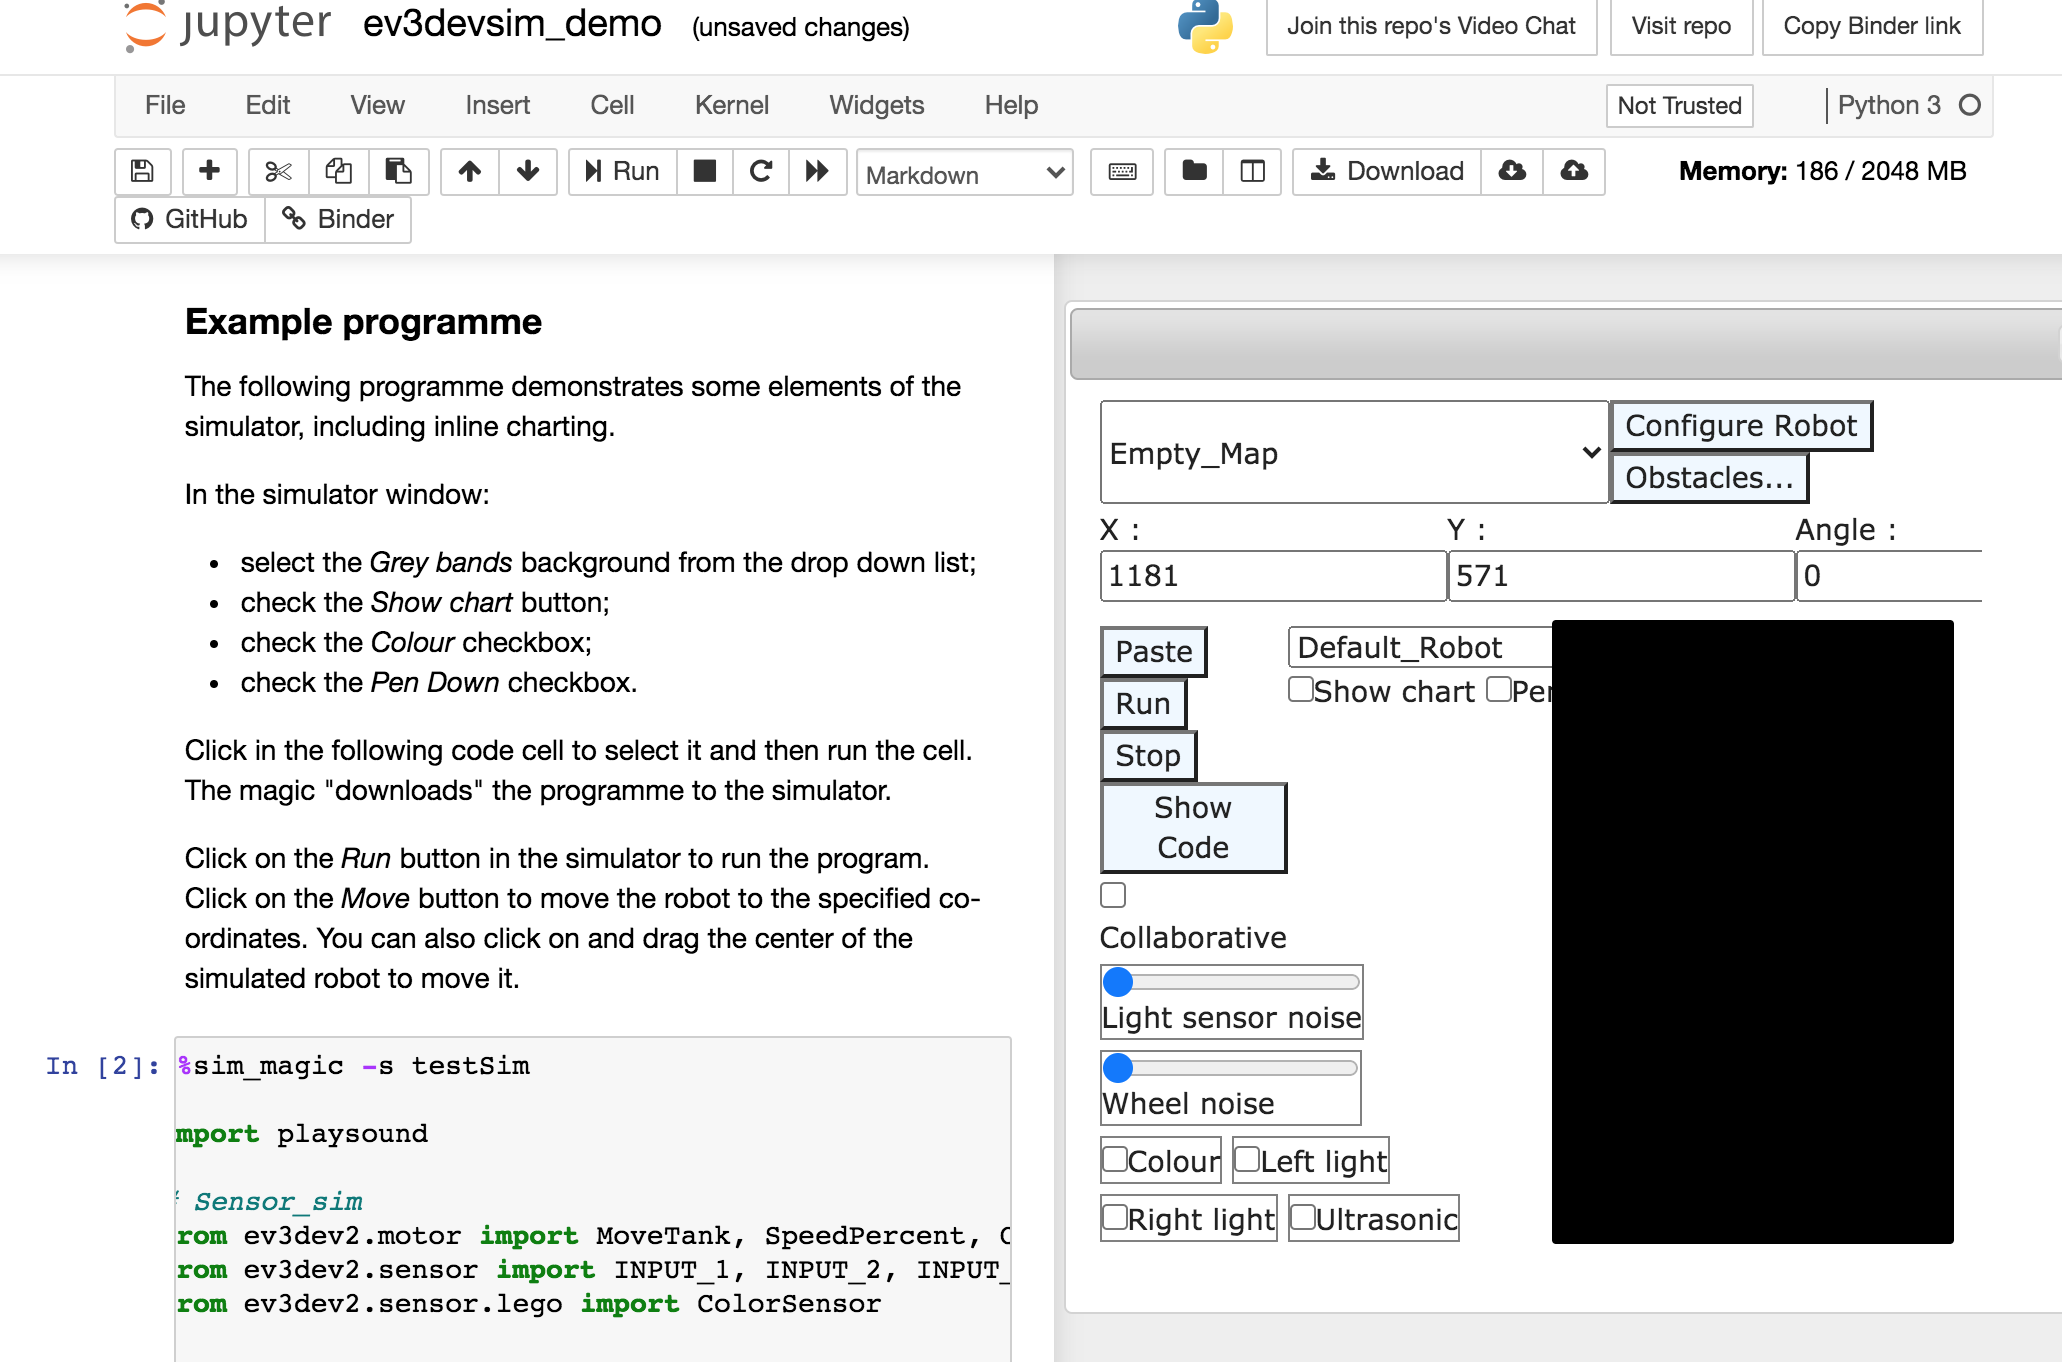 jupyter ev3devsim_demo (unsaved changes) Join this repo's Video Chat Visit repo Copy Binder link
File Edit View Insert Cell Kernel Widgets Help Not Trusted Python 3
Run Markdown Download Memory: 186 / 2048 MB
GitHub Binder
Example programme
The following programme demonstrates some elements of the
simulator, including inline charting.
In the simulator window:
• select the Grey bands background from the drop down list;
• check the Show chart button;
• check the Colour checkbox;
• check the Pen Down checkbox.
Click in the following code cell to select it and then run the cell.
The magic "downloads" the programme to the simulator.
Click on the Run button in the simulator to run the program.
Click on the Move button to move the robot to the specified co-
ordinates. You can also click on and drag the center of the
simulated robot to move it.
In [2]: %sim_magic -s testSim
mport playsound
Sensor_sim
rom ev3dev2.motor import MoveTank, SpeedPercent,
rom ev3dev2.sensor import INPUT_1, INPUT_2, INPUT_
rom ev3dev2.sensor.lego import ColorSensor
Empty_Map
Configure Robot
Obstacles...
X : Y : Angle :
1181 571 0
Paste
Run
Stop
Show
Code
Default_Robot
Show chart Per
Collaborative
Light sensor noise
Wheel noise
Colour Left light
Right light Ultrasonic